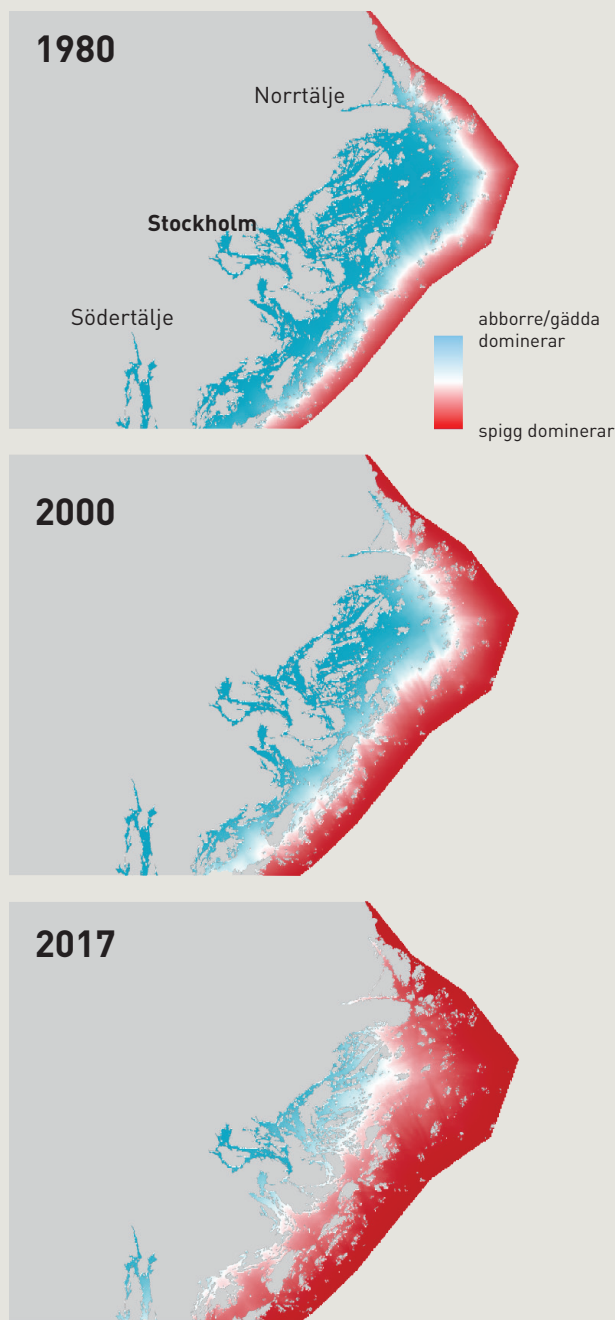 1980
Norrtälje
Stockholm
Södertälje
abborre/gädda
dominerar
spigg dominerar
2000
2017